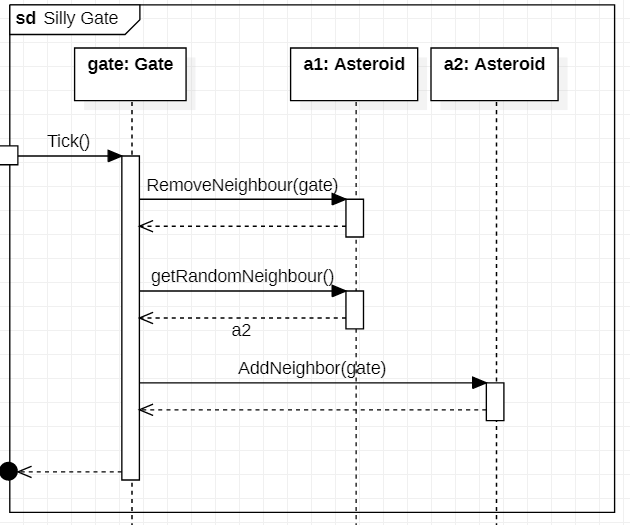 sd Silly Gate
gate: Gate
a1: Asteroid
a2: Asteroid
Tick()
RemoveNeighbour(gate)
getRandomNeighbour()
a2
AddNeighbor(gate)